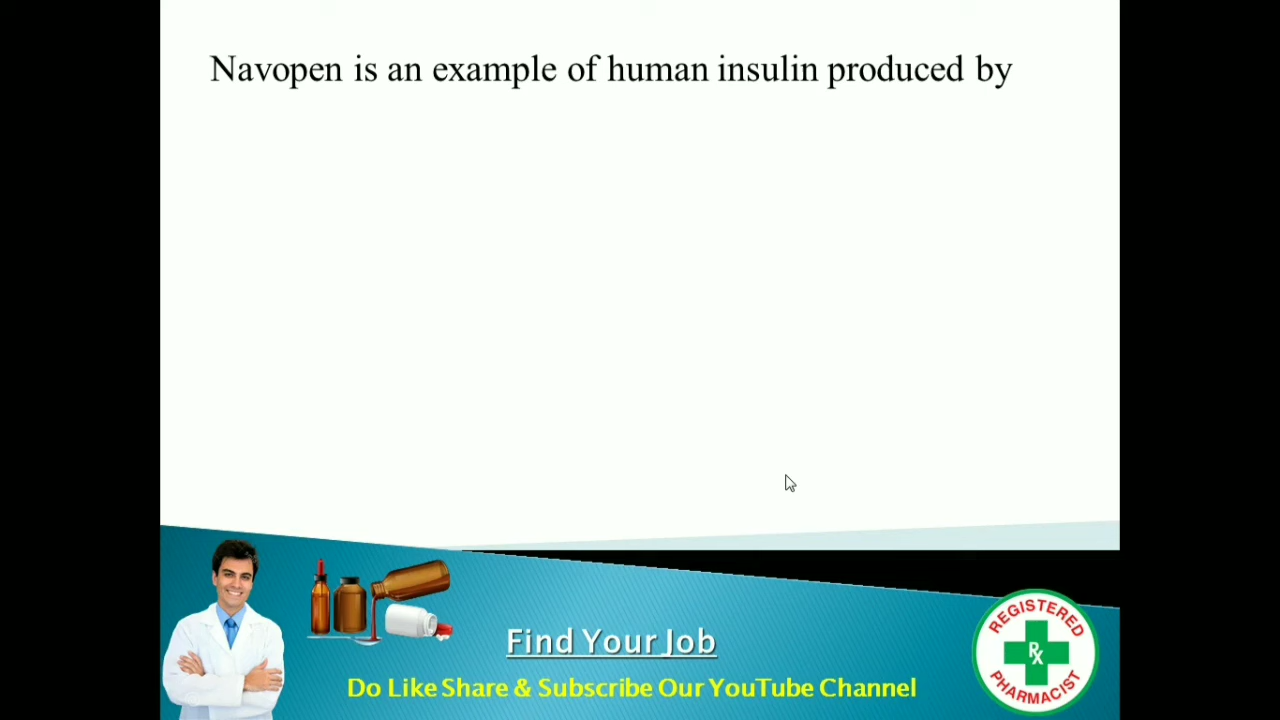 Navopen is an example of human insulin produced by
Find Your Job
Do Like Share & Subscribe Our YouTube Channel
REGISTERED
Rx
PHARMACIST